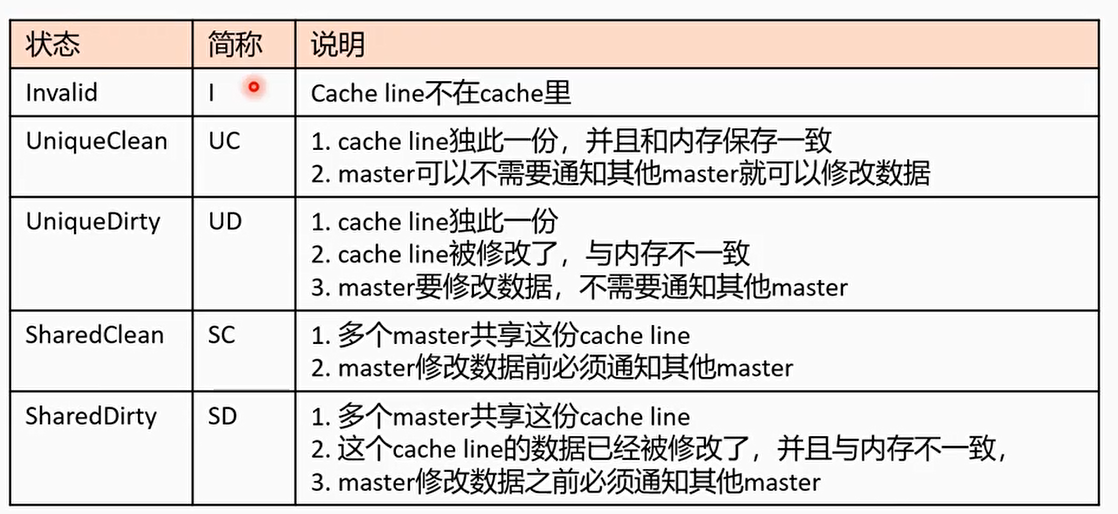 状态 简称 说明
Invalid I Cache line不在cache里
UniqueClean UC 1. cache line独此一份，并且和内存保存一致
2. master可以不需要通知其他master就可以修改数据
UniqueDirty UD 1. cache line独此一份
2. cache line被修改了，与内存不一致
3. master要修改数据，不需要通知其他master
SharedClean SC 1. 多个master共享这份cache line
2. master修改数据前必须通知其他master
SharedDirty SD 1. 多个master共享这份cache line
2. 这个cache line的数据已经被修改了，并且与内存不一致，
3. master修改数据之前必须通知其他master